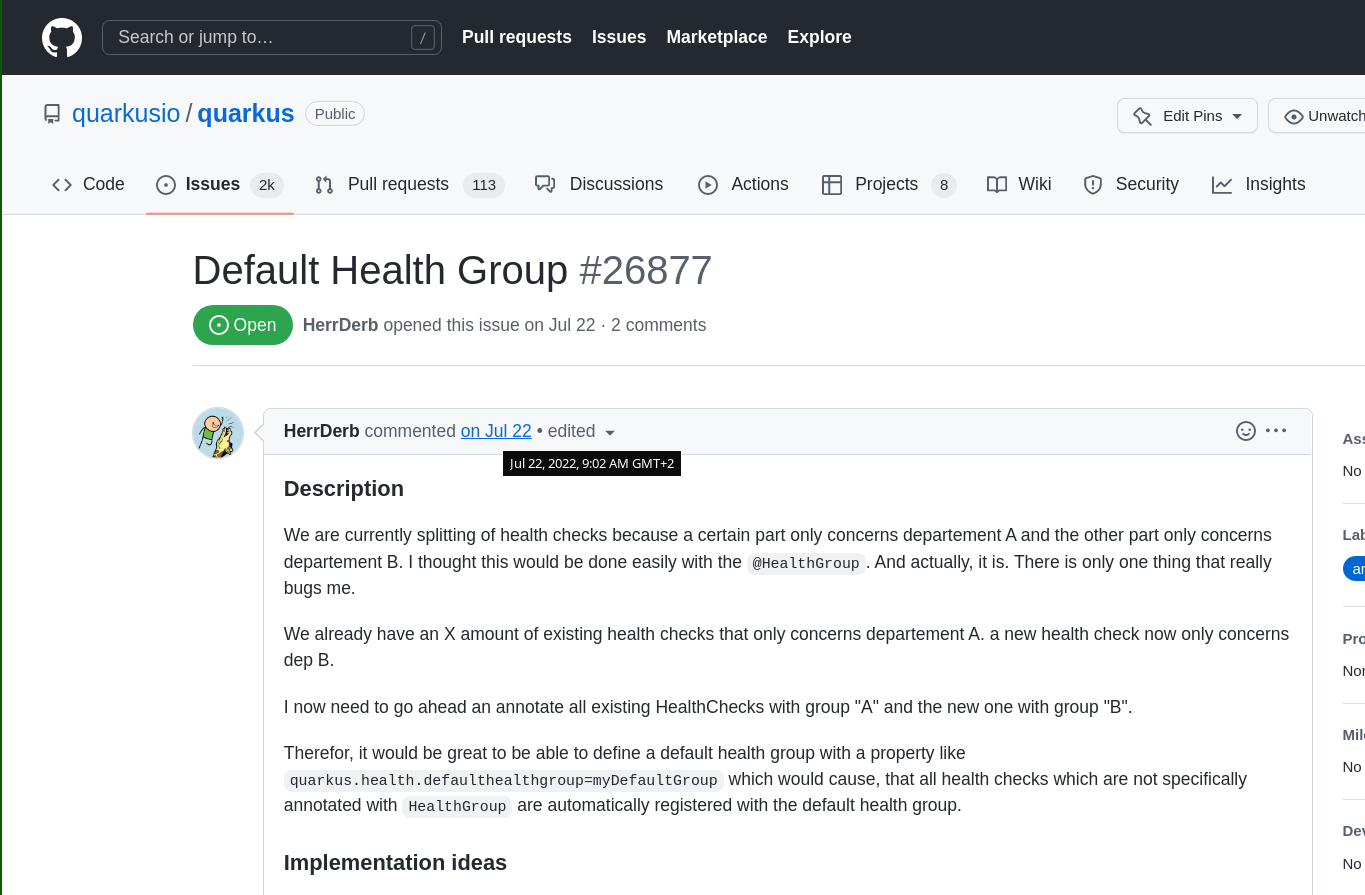 Search or jump to… /
Pull requests Issues Marketplace Explore
quarkusio / quarkus Public
Edit Pins Unwatch
Code Issues 2k Pull requests 113 Discussions Actions Projects 8 Wiki Security Insights
Default Health Group #26877
Open HerrDerb opened this issue on Jul 22 · 2 comments
HerrDerb commented on Jul 22 • edited
Jul 22, 2022, 9:02 AM GMT+2
Description
We are currently splitting of health checks because a certain part only concerns departement A and the other part only concerns
departement B. I thought this would be done easily with the @HealthGroup. And actually, it is. There is only one thing that really
bugs me.
We already have an X amount of existing health checks that only concerns departement A. a new health check now only concerns
dep B.
I now need to go ahead an annotate all existing HealthChecks with group "A" and the new one with group "B".
Therefor, it would be great to be able to define a default health group with a property like
quarkus.health.defaulthealthgroup=myDefaultGroup which would cause, that all health checks which are not specifically
annotated with HealthGroup are automatically registered with the default health group.
Implementation ideas
No
No
No
No